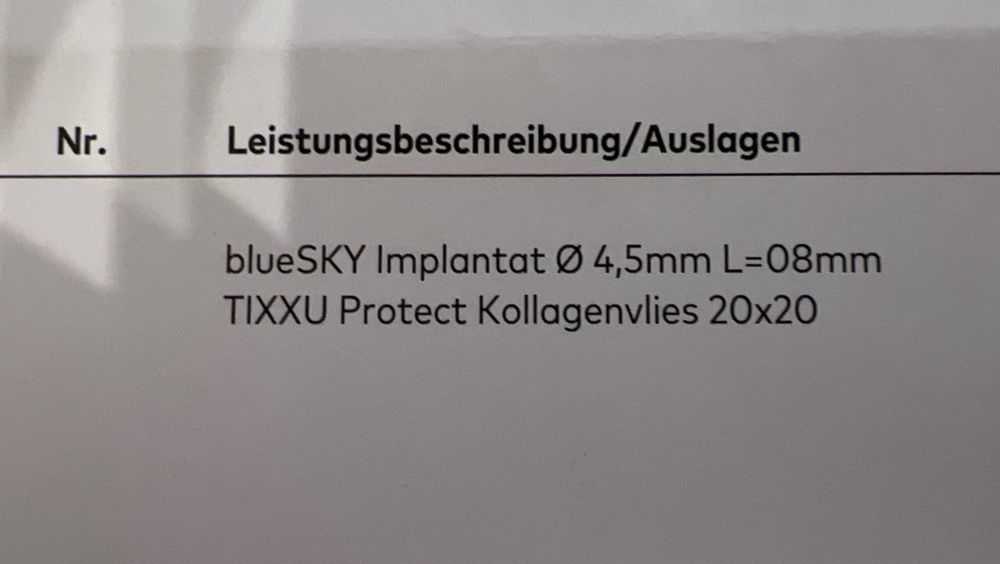 Nr. Leistungsbeschreibung/Auslagen
blueSKY Implantat Ø 4,5mm L=08mm
TIXXU Protect Kollagenvlies 20x20